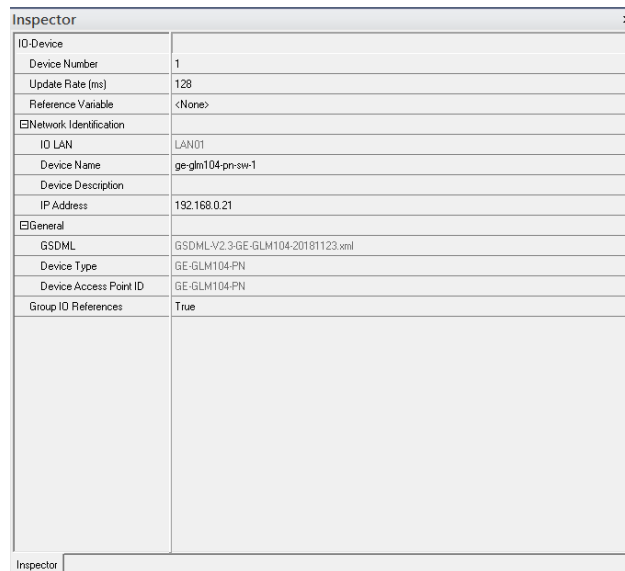 Inspector
IO-Device
Device Number 1
Update Rate (ms) 128
Reference Variable <None>
Network Identification
IO LAN LAN01
Device Name ge-glm104-pn-sw-1
Device Description
IP Address 192.168.0.21
General
GSDML GSDML-V2.3-GE-GLM104-20181123.xml
Device Type GE-GLM104-PN
Device Access Point ID GE-GLM104-PN
Group IO References True
Inspector